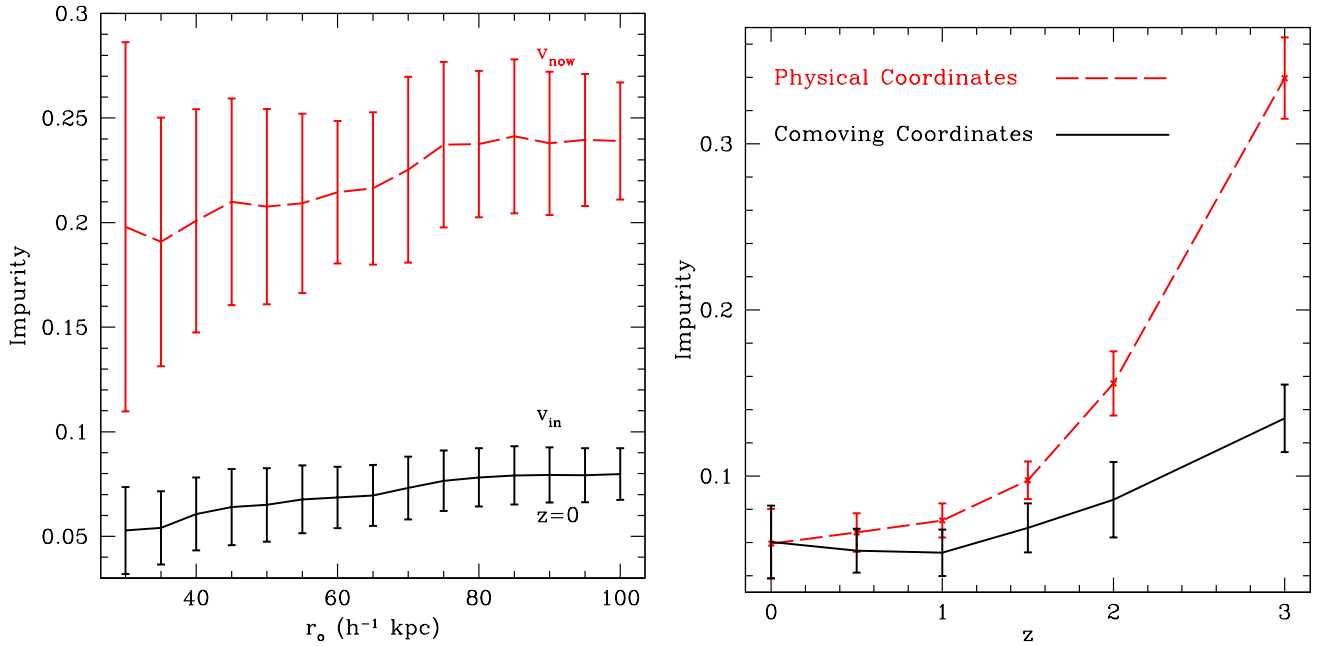 0.3
0.25
0.2
0.15
0.1
0.05
Impurity
v_now
v_in
z=0
40
60
80
100
r_o (h⁻¹ kpc)
Physical Coordinates
Comoving Coordinates
0.3
0.2
0.1
Impurity
0
1
2
3
z